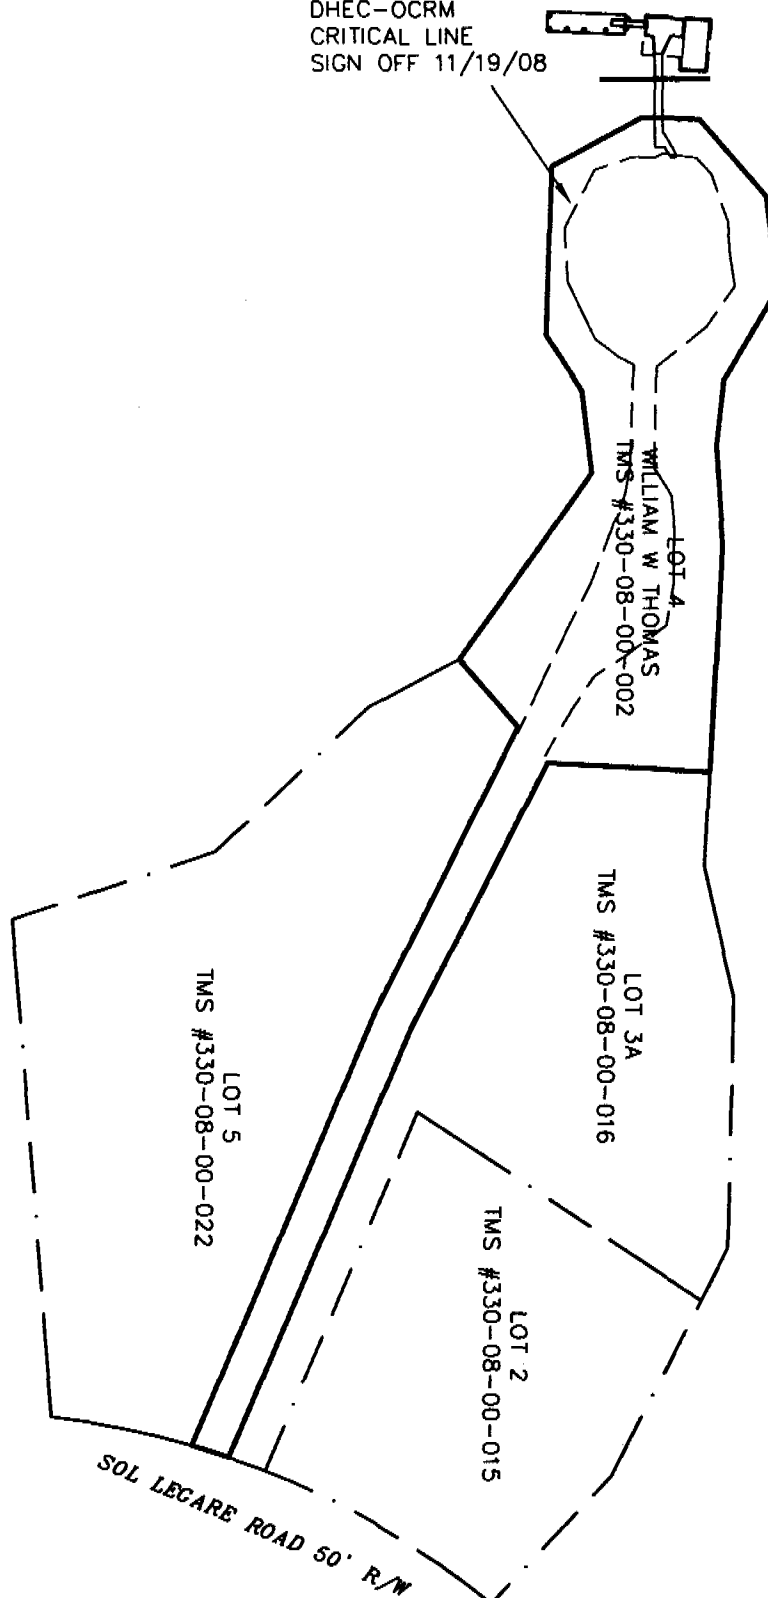 DHEC-OCRM
CRITICAL LINE
SIGN OFF 11/19/08
LOT 4
WILLIAM W THOMAS
TMS #330-08-00-002
LOT 3A
TMS #330-08-00-016
LOT 5
TMS #330-08-00-022
LOT 2
TMS #330-08-00-015
SOL LEGARE ROAD 50' R/W